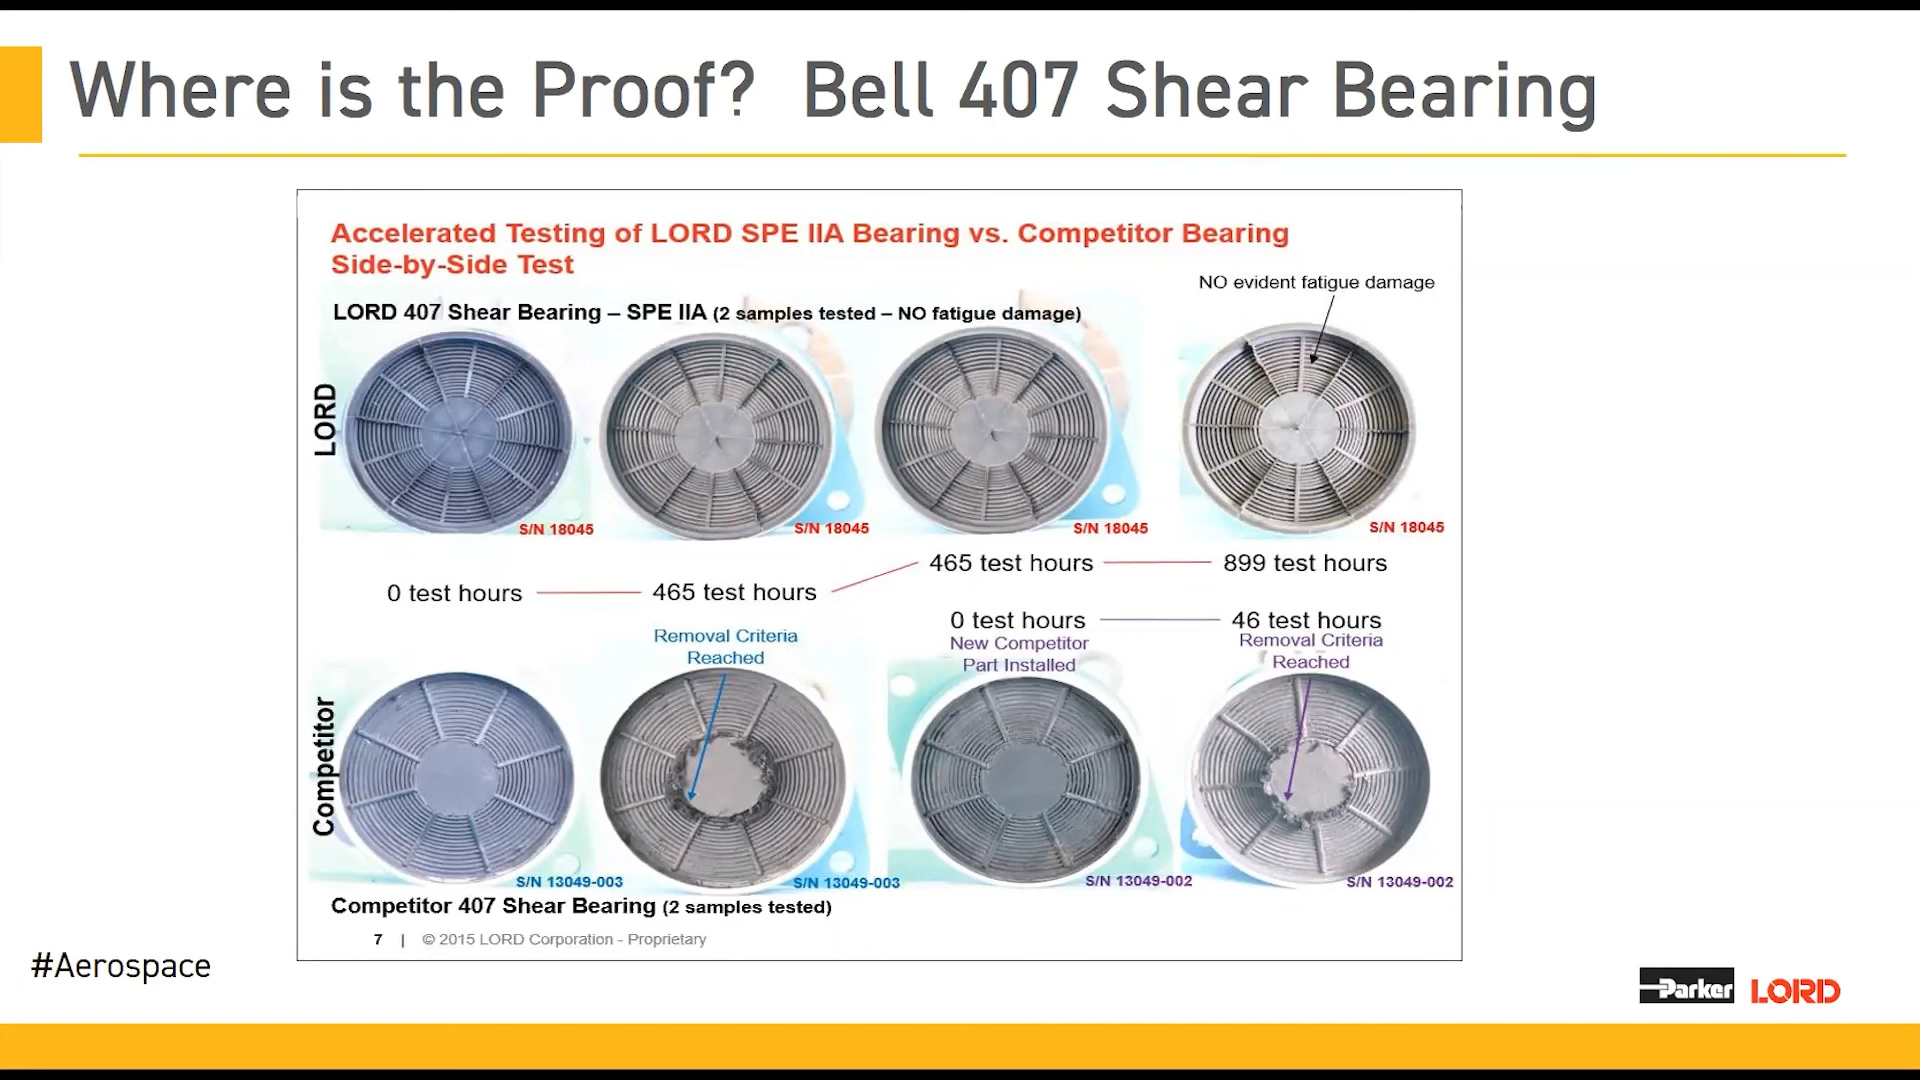 Where is the Proof? Bell 407 Shear Bearing
Accelerated Testing of LORD SPE IIA Bearing vs. Competitor Bearing
Side-by-Side Test
NO evident fatigue damage
LORD 407 Shear Bearing – SPE IIA (2 samples tested – NO fatigue damage)
LORD
S/N 18045
S/N 18045
S/N 18045
S/N 18045
465 test hours
899 test hours
0 test hours
465 test hours
0 test hours
46 test hours
Removal Criteria
Reached
New Competitor
Part Installed
Removal Criteria
Reached
Competitor
S/N 13049-003
S/N 13049-003
S/N 13049-002
S/N 13049-002
Competitor 407 Shear Bearing (2 samples tested)
7 | © 2015 LORD Corporation - Proprietary
#Aerospace
Parker LORD